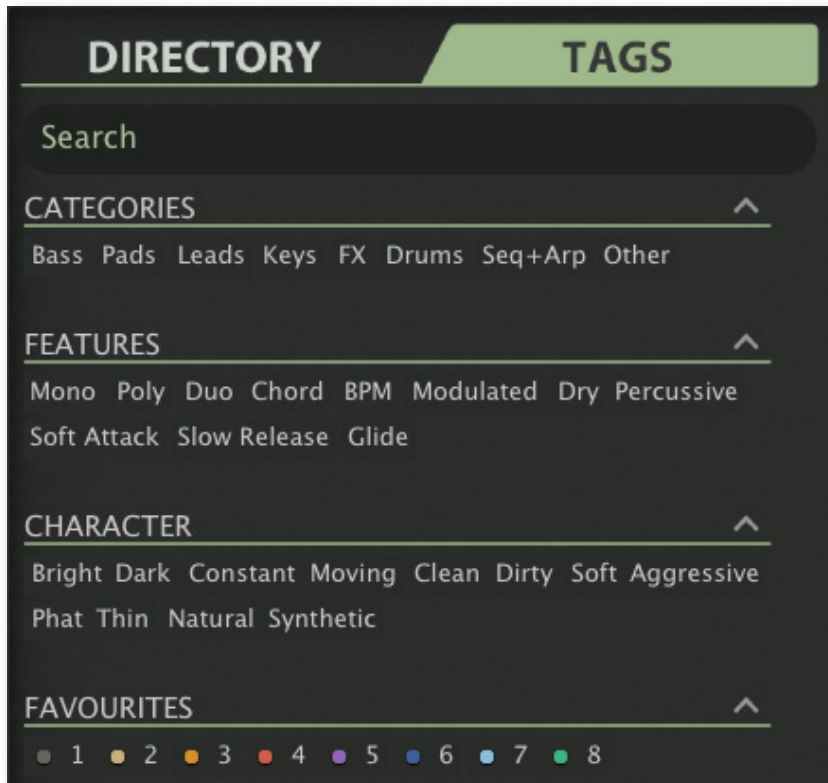 DIRECTORY TAGS
Search
CATEGORIES
Bass Pads Leads Keys FX Drums Seq+Arp Other
FEATURES
Mono Poly Duo Chord BPM Modulated Dry Percussive
Soft Attack Slow Release Glide
CHARACTER
Bright Dark Constant Moving Clean Dirty Soft Aggressive
Phat Thin Natural Synthetic
FAVOURITES
1 2 3 4 5 6 7 8